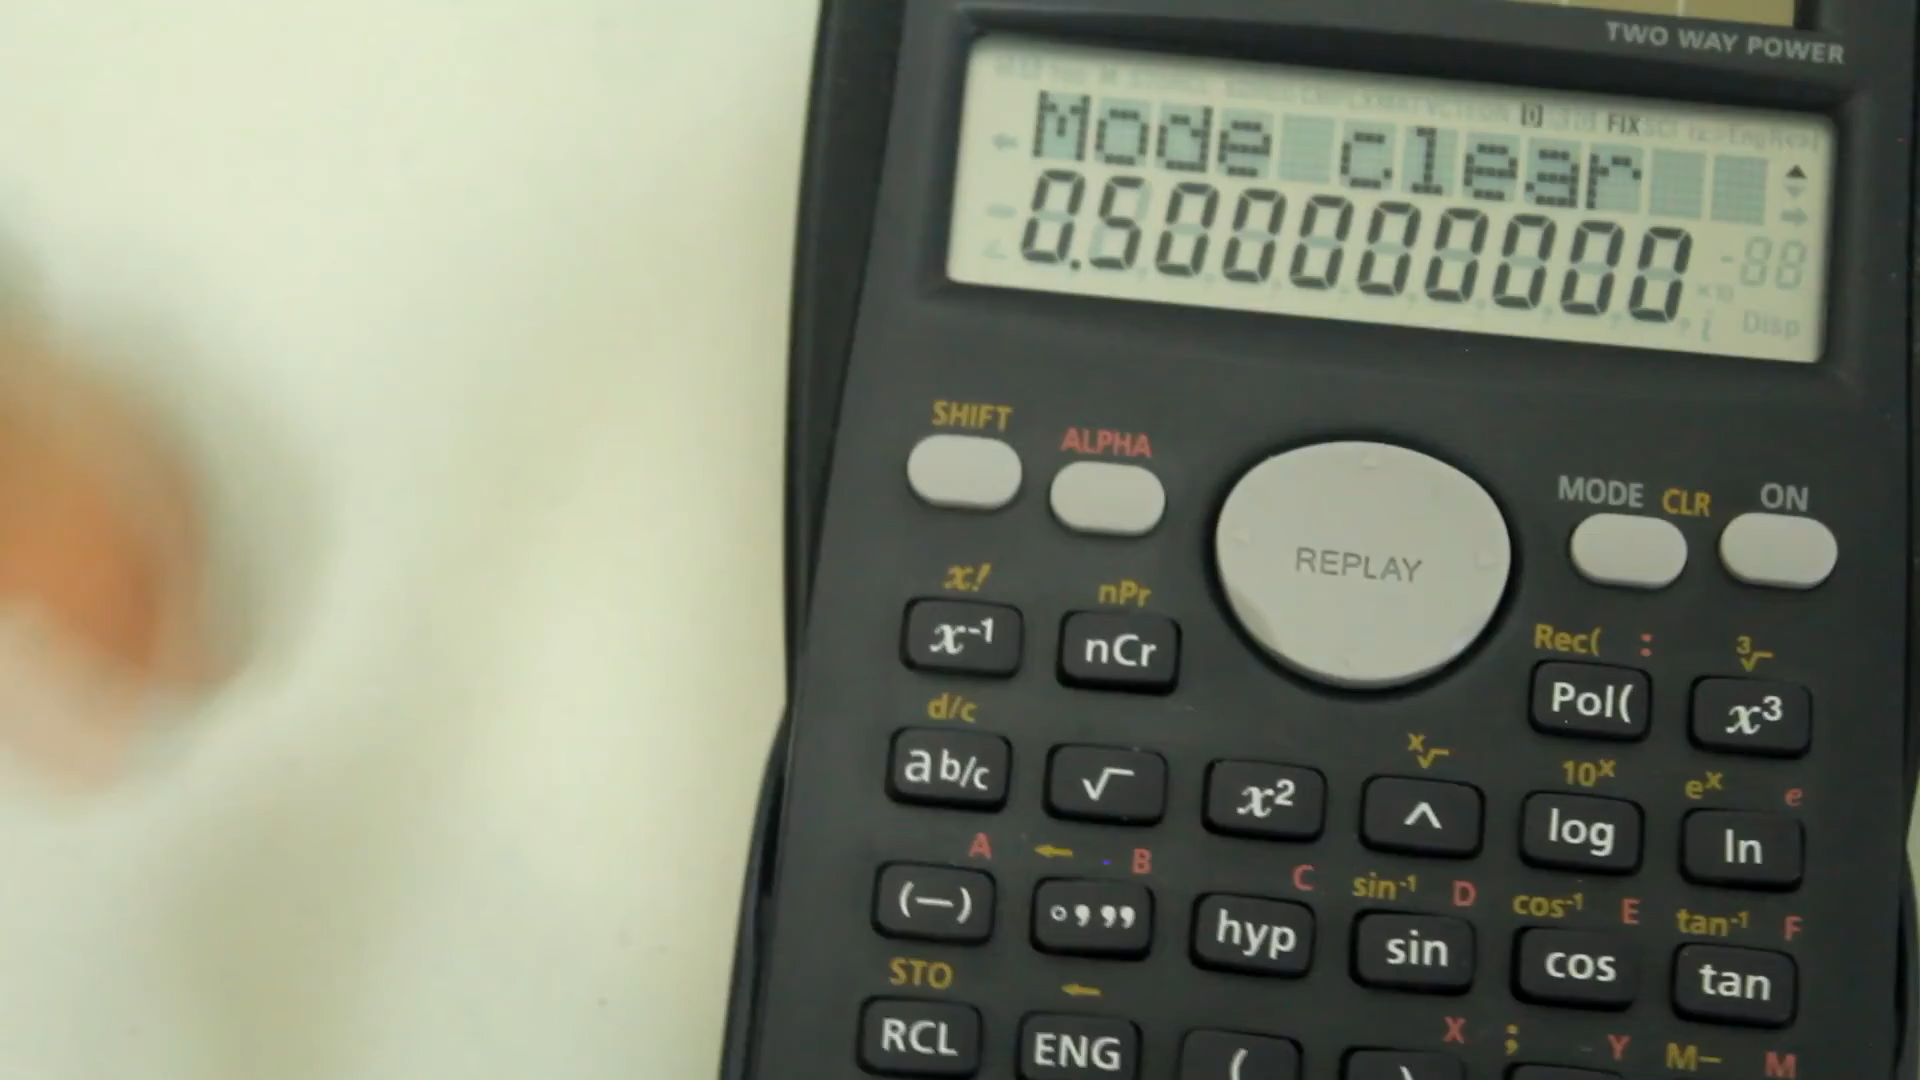 TWO WAY POWER
D FIX
Mode clear
0.500000000
Disp
SHIFT ALPHA MODE CLR ON
REPLAY
x! nPr Rec( : ³√
x⁻¹ nCr Pol( x³
d/c ˣ√ 10ˣ eˣ e
a b/c √ x² ^ log ln
A ← B C sin⁻¹ D cos⁻¹ E tan⁻¹ F
(−) ° ’ ” hyp sin cos tan
STO ← X ; Y M− M
RCL ENG ( )